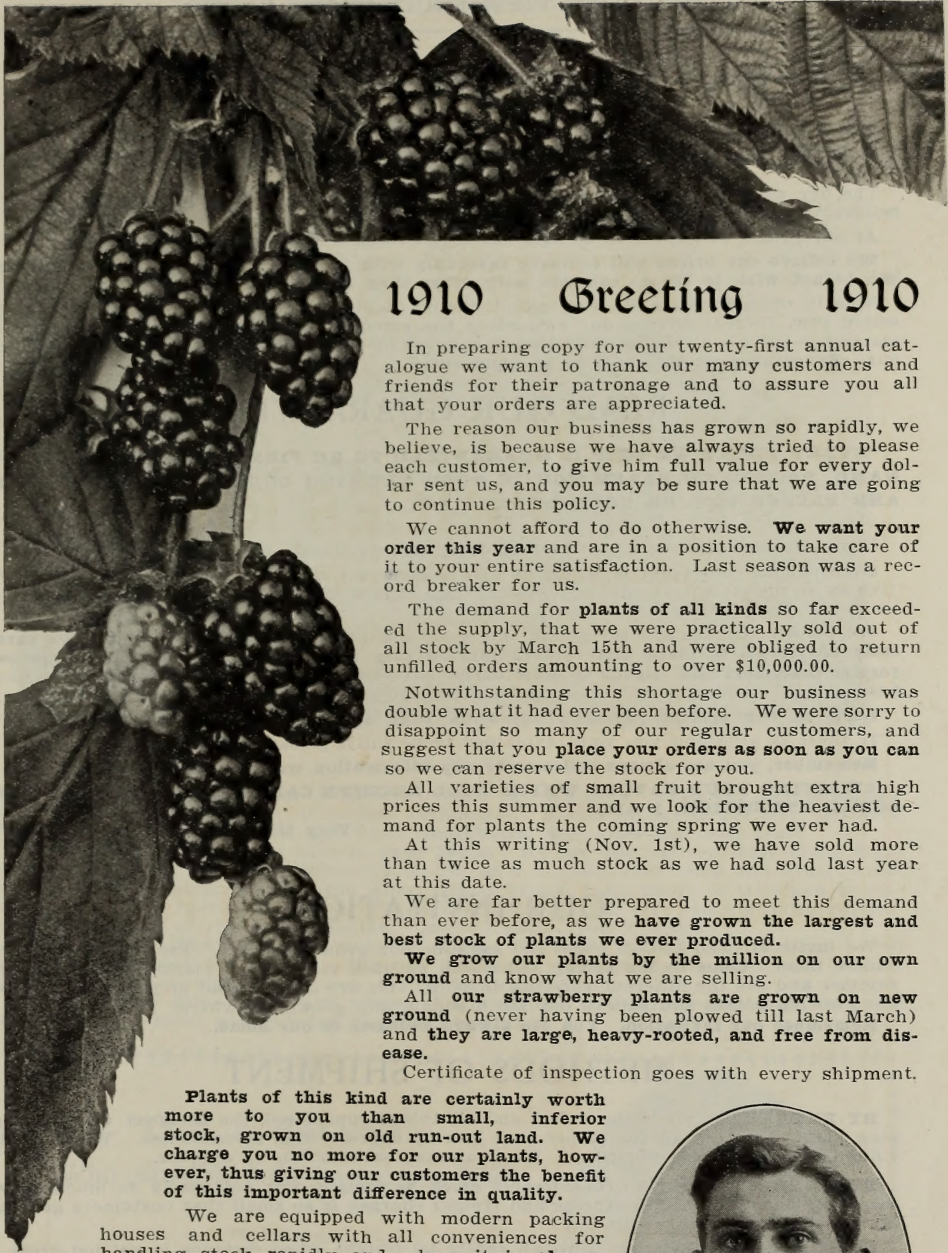 1910 Greeting 1910
In preparing copy for our twenty-first annual cat-
alogue we want to thank our many customers and
friends for their patronage and to assure you all
that your orders are appreciated.
The reason our business has grown so rapidly, we
believe, is because we have always tried to please
each customer, to give him full value for every dol-
lar sent us, and you may be sure that we are going
to continue this policy.
We cannot afford to do otherwise. We want your
order this year and are in a position to take care of
it to your entire satisfaction. Last season was a rec-
ord breaker for us.
The demand for plants of all kinds so far exceed-
ed the supply, that we were practically sold out of
all stock by March 15th and were obliged to return
unfilled orders amounting to over $10,000.00.
Notwithstanding this shortage our business was
double what it had ever been before. We were sorry to
disappoint so many of our regular customers, and
suggest that you place your orders as soon as you can
so we can reserve the stock for you.
All varieties of small fruit brought extra high
prices this summer and we look for the heaviest de-
mand for plants the coming spring we ever had.
At this writing (Nov. 1st), we have sold more
than twice as much stock as we had sold last year
at this date.
We are far better prepared to meet this demand
than ever before, as we have grown the largest and
best stock of plants we ever produced.
We grow our plants by the million on our own
ground and know what we are selling.
All our strawberry plants are grown on new
ground (never having been plowed till last March)
and they are large, heavy-rooted, and free from dis-
ease.
Certificate of inspection goes with every shipment.
Plants of this kind are certainly worth
more to you than small, inferior
stock, grown on old run-out land. We
charge you no more for our plants, how-
ever, thus giving our customers the benefit
of this important difference in quality.
We are equipped with modern packing
houses and cellars with all conveniences for
handling stock rapidly and